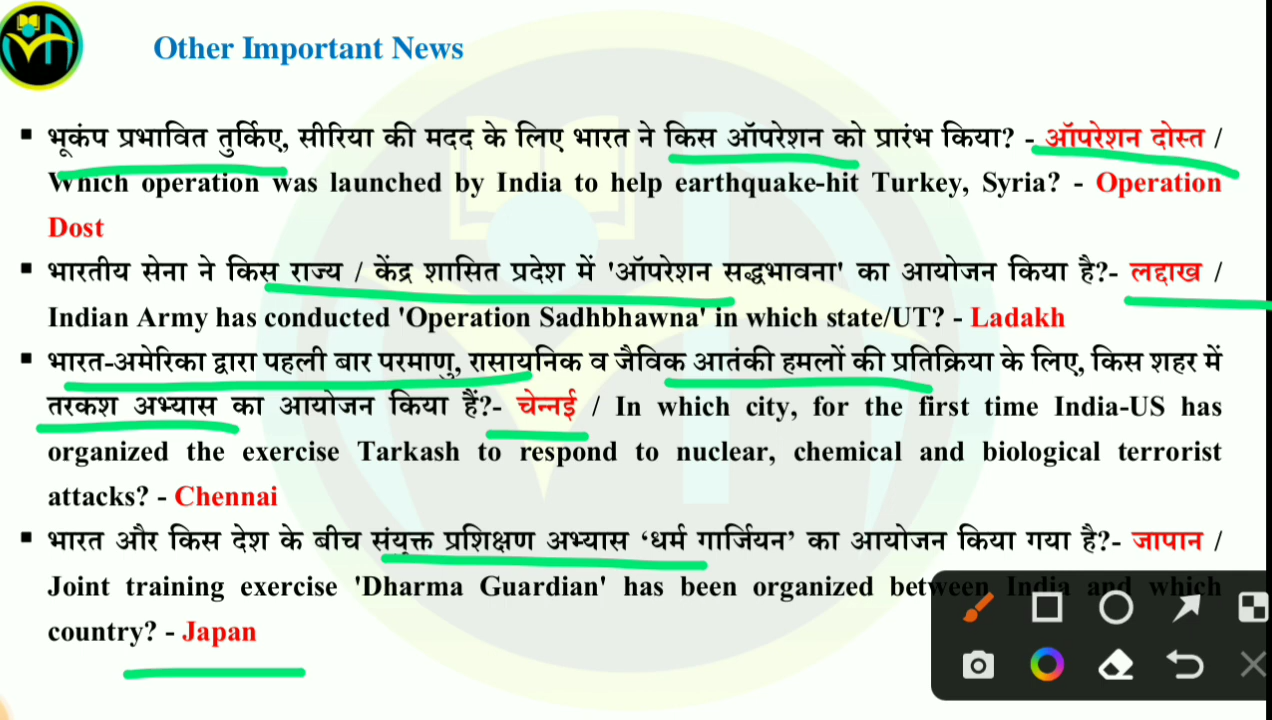 Other Important News
▪ भूकंप प्रभावित तुर्किए, सीरिया की मदद के लिए भारत ने किस ऑपरेशन को प्रारंभ किया? - ऑपरेशन दोस्त /
Which operation was launched by India to help earthquake-hit Turkey, Syria? - Operation
Dost
▪ भारतीय सेना ने किस राज्य / केंद्र शासित प्रदेश में 'ऑपरेशन सद्धभावना' का आयोजन किया है?- लद्दाख /
Indian Army has conducted 'Operation Sadhbhawna' in which state/UT? - Ladakh
▪ भारत-अमेरिका द्वारा पहली बार परमाणु, रासायनिक व जैविक आतंकी हमलों की प्रतिक्रिया के लिए, किस शहर में
तरकश अभ्यास का आयोजन किया हैं?- चेन्नई / In which city, for the first time India-US has
organized the exercise Tarkash to respond to nuclear, chemical and biological terrorist
attacks? - Chennai
▪ भारत और किस देश के बीच संयुक्त प्रशिक्षण अभ्यास ‘धर्म गार्जियन’ का आयोजन किया गया है?- जापान /
Joint training exercise 'Dharma Guardian' has been organized between India and which
country? - Japan